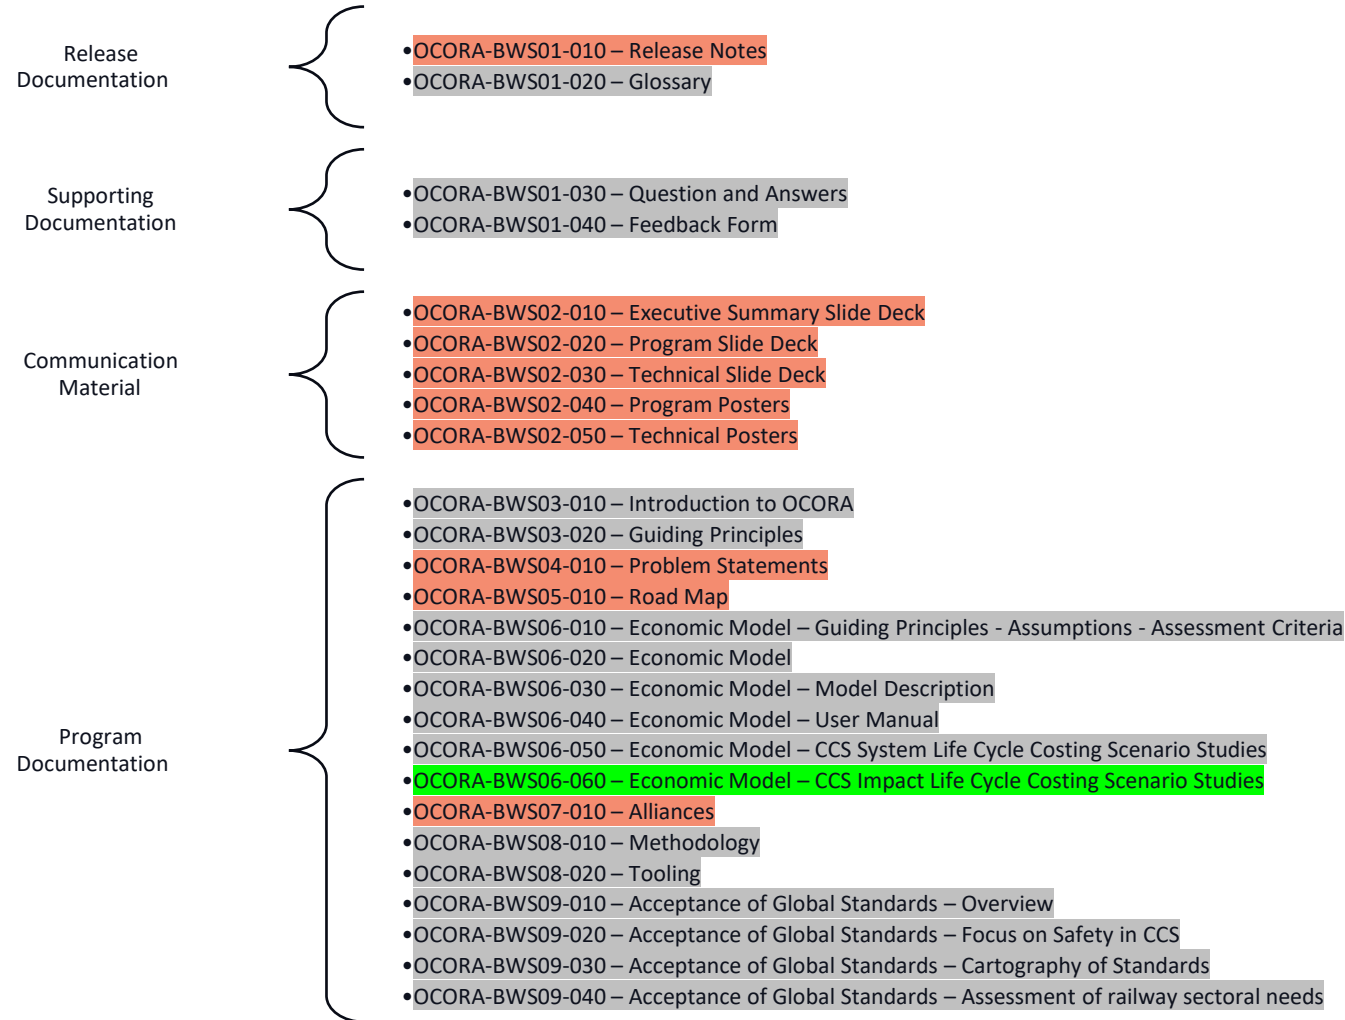 Release
Documentation
•OCORA-BWS01-010 – Release Notes
•OCORA-BWS01-020 – Glossary
Supporting
Documentation
•OCORA-BWS01-030 – Question and Answers
•OCORA-BWS01-040 – Feedback Form
Communication
Material
•OCORA-BWS02-010 – Executive Summary Slide Deck
•OCORA-BWS02-020 – Program Slide Deck
•OCORA-BWS02-030 – Technical Slide Deck
•OCORA-BWS02-040 – Program Posters
•OCORA-BWS02-050 – Technical Posters
Program
Documentation
•OCORA-BWS03-010 – Introduction to OCORA
•OCORA-BWS03-020 – Guiding Principles
•OCORA-BWS04-010 – Problem Statements
•OCORA-BWS05-010 – Road Map
•OCORA-BWS06-010 – Economic Model – Guiding Principles - Assumptions - Assessment Criteria
•OCORA-BWS06-020 – Economic Model
•OCORA-BWS06-030 – Economic Model – Model Description
•OCORA-BWS06-040 – Economic Model – User Manual
•OCORA-BWS06-050 – Economic Model – CCS System Life Cycle Costing Scenario Studies
•OCORA-BWS06-060 – Economic Model – CCS Impact Life Cycle Costing Scenario Studies
•OCORA-BWS07-010 – Alliances
•OCORA-BWS08-010 – Methodology
•OCORA-BWS08-020 – Tooling
•OCORA-BWS09-010 – Acceptance of Global Standards – Overview
•OCORA-BWS09-020 – Acceptance of Global Standards – Focus on Safety in CCS
•OCORA-BWS09-030 – Acceptance of Global Standards – Cartography of Standards
•OCORA-BWS09-040 – Acceptance of Global Standards – Assessment of railway sectoral needs